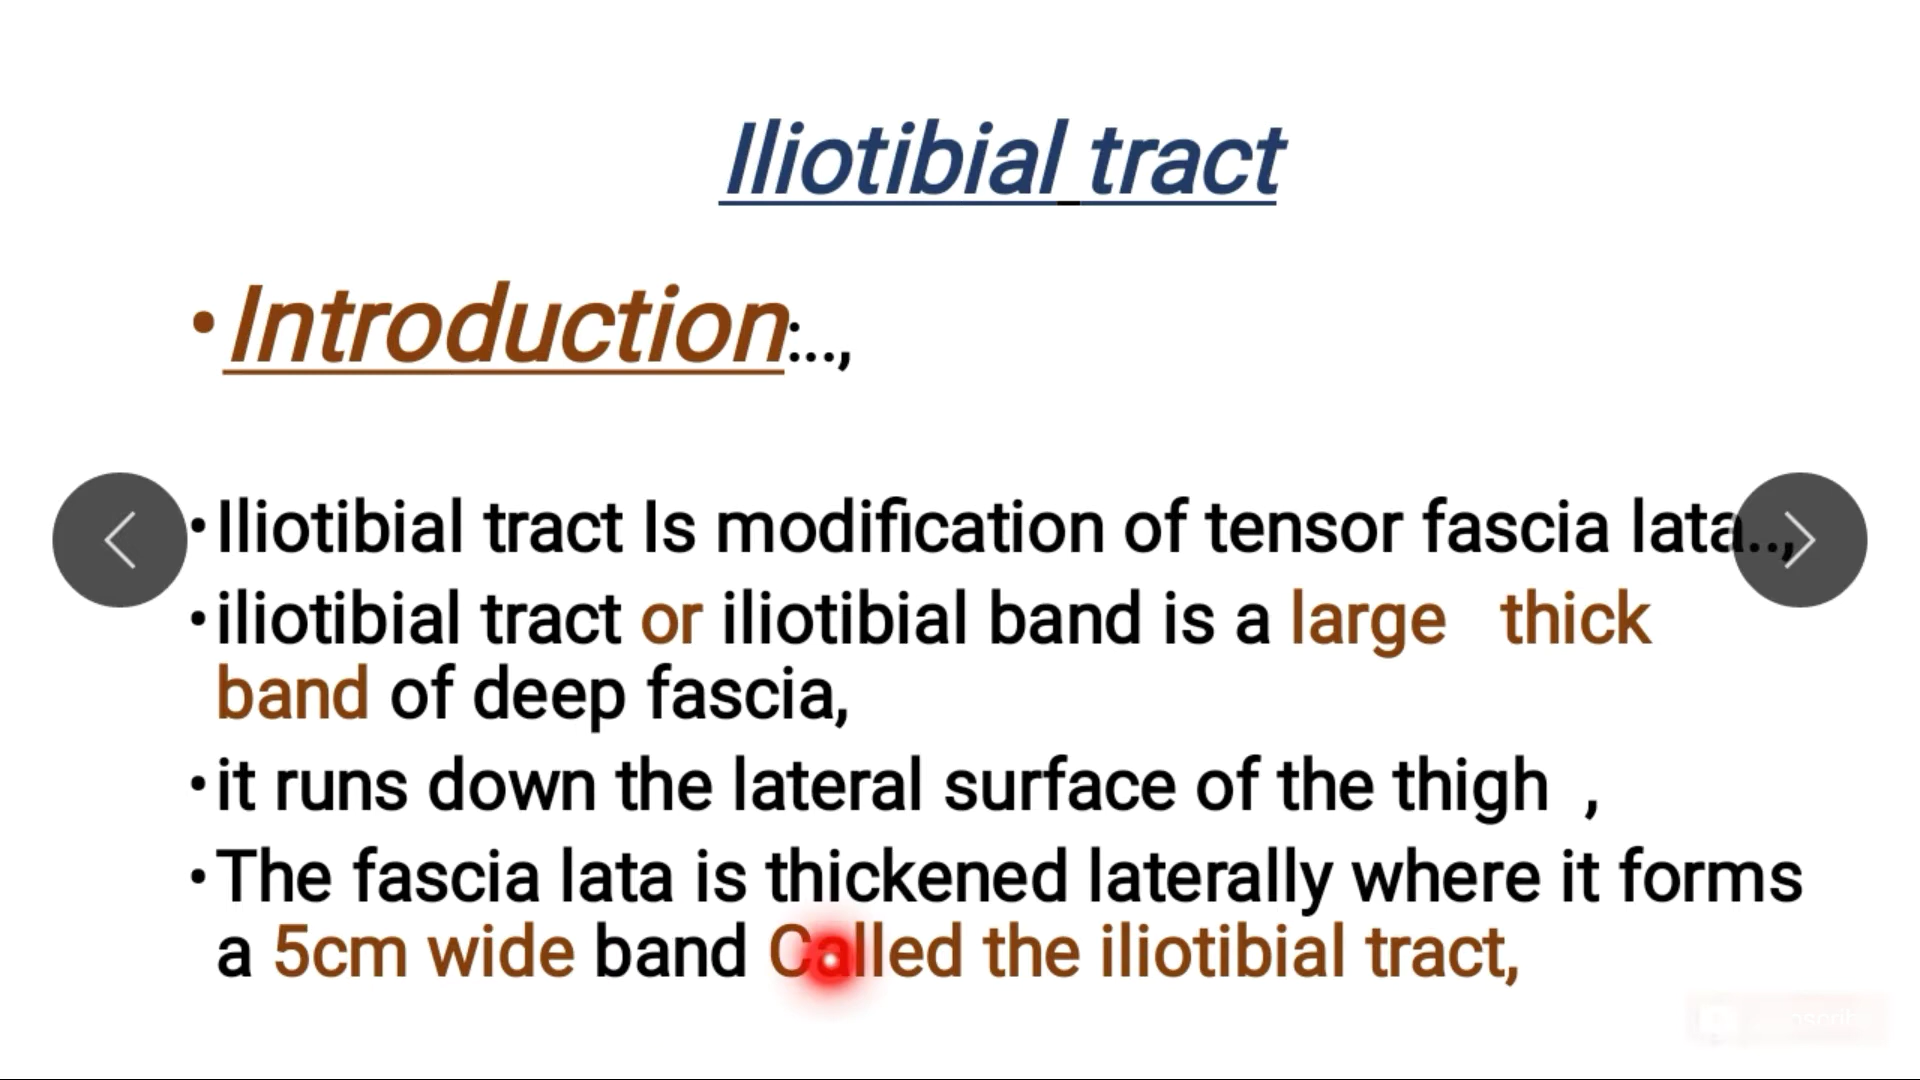 Iliotibial tract
•Introduction:..,
•Iliotibial tract Is modification of tensor fascia lata..,
•iliotibial tract or iliotibial band is a large thick
band of deep fascia,
•it runs down the lateral surface of the thigh ,
•The fascia lata is thickened laterally where it forms
a 5cm wide band Called the iliotibial tract,